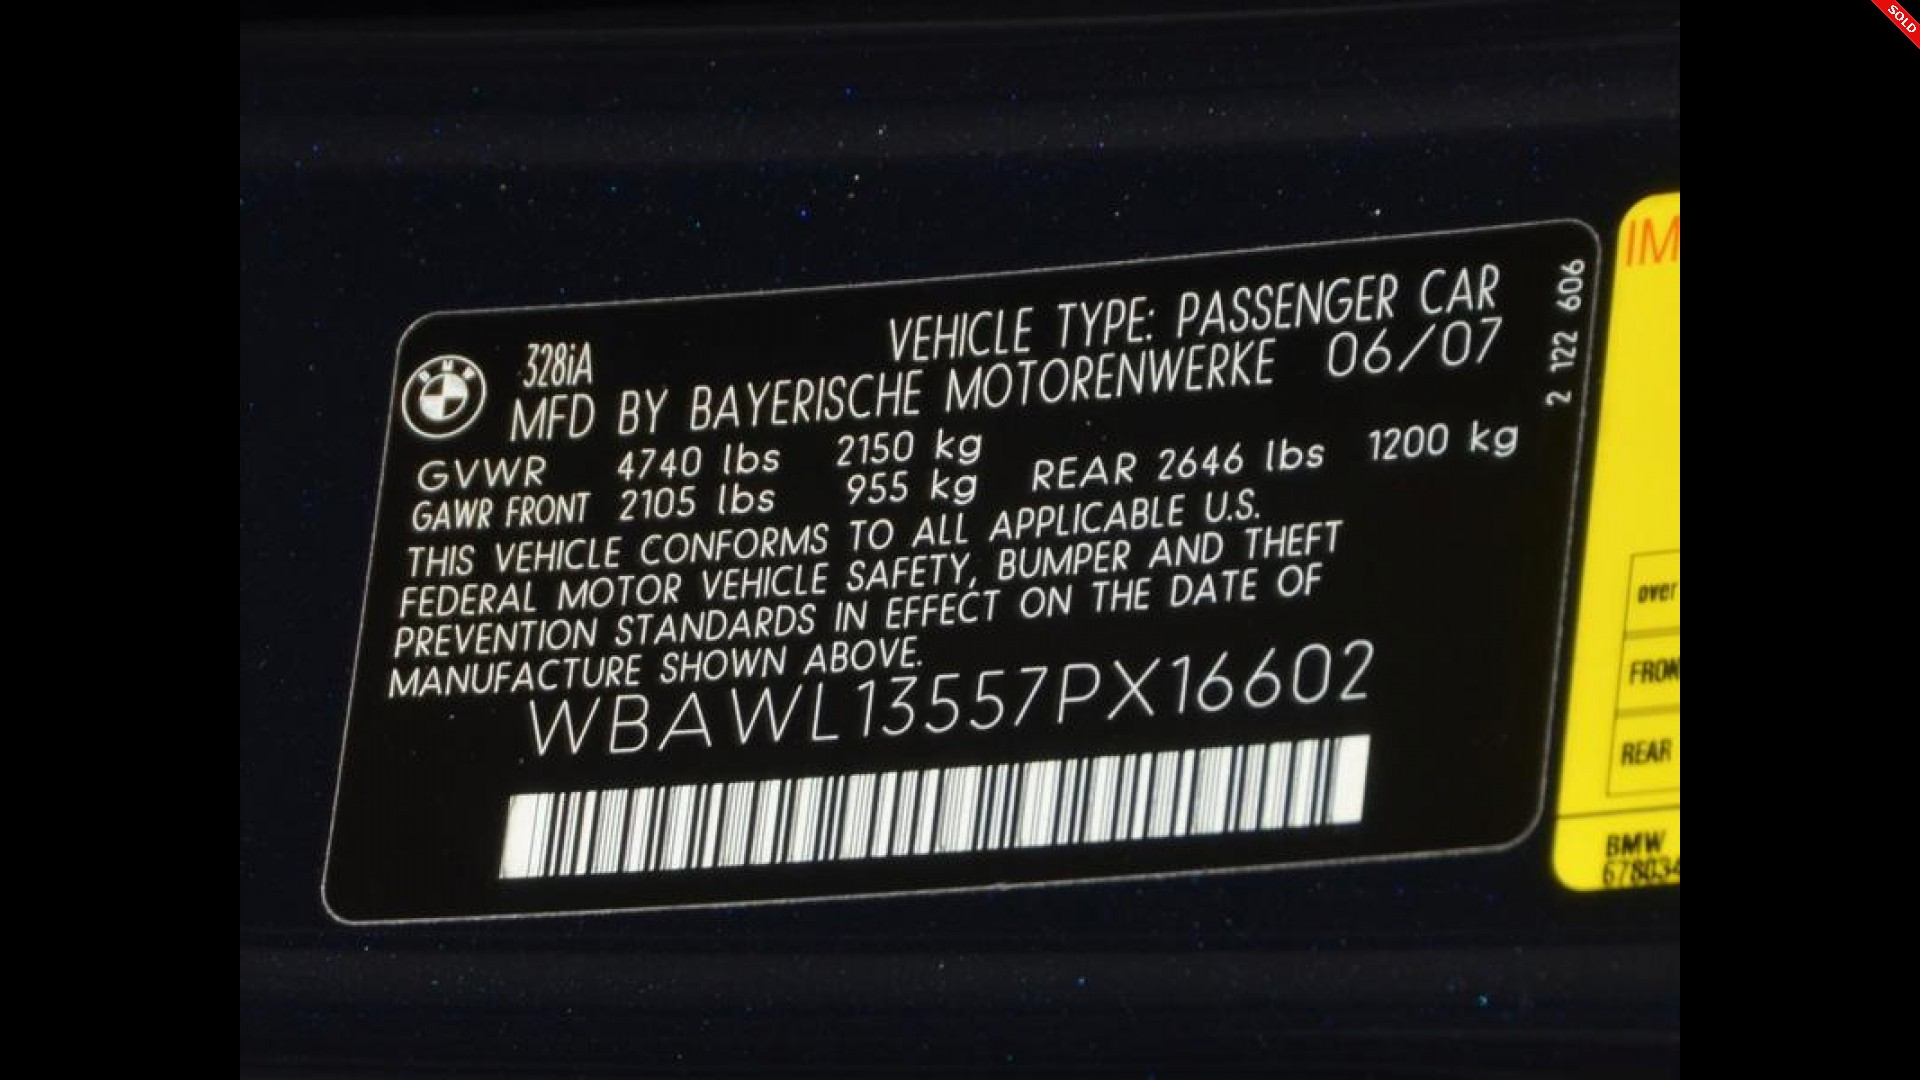 SOLD
328iA VEHICLE TYPE: PASSENGER CAR
MFD BY BAYERISCHE MOTORENWERKE 06/07
GVWR 4740 lbs 2150 kg
GAWR FRONT 2105 lbs 955 kg REAR 2646 lbs 1200 kg
THIS VEHICLE CONFORMS TO ALL APPLICABLE U.S.
FEDERAL MOTOR VEHICLE SAFETY, BUMPER AND THEFT
PREVENTION STANDARDS IN EFFECT ON THE DATE OF
MANUFACTURE SHOWN ABOVE.
WBAWL13557PX16602
2 122 606
BMW
over
REAR
BMW